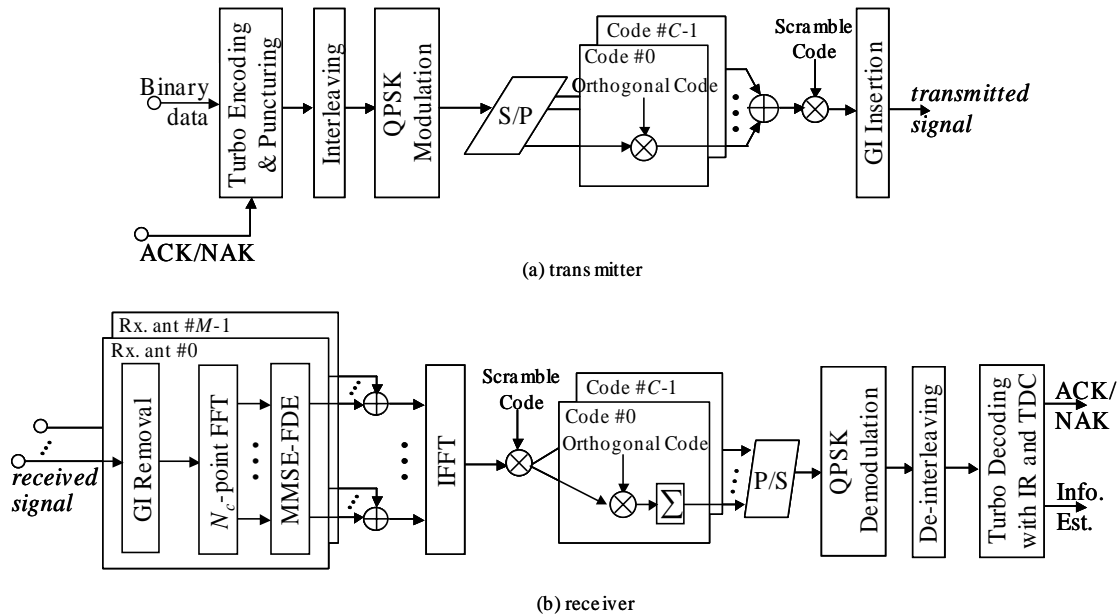 Binary
data
Turbo Encoding
& Puncturing
ACK/NAK
Interleaving
QPSK
Modulation
S/P
Code #C-1
Code #0
Orthogonal Code
Scramble
Code
GI Insertion
transmitted
signal
(a) trans mitter
received
signal
Rx. ant #M-1
Rx. ant #0
GI Removal
Nc-point FFT
MMSE-FDE
IFFT
Scramble
Code
Code #C-1
Code #0
Orthogonal Code
Σ
P/S
QPSK
Demodulation
De-interleaving
Turbo Decoding
with IR and TDC
ACK/
NAK
Info.
Est.
(b) receiver